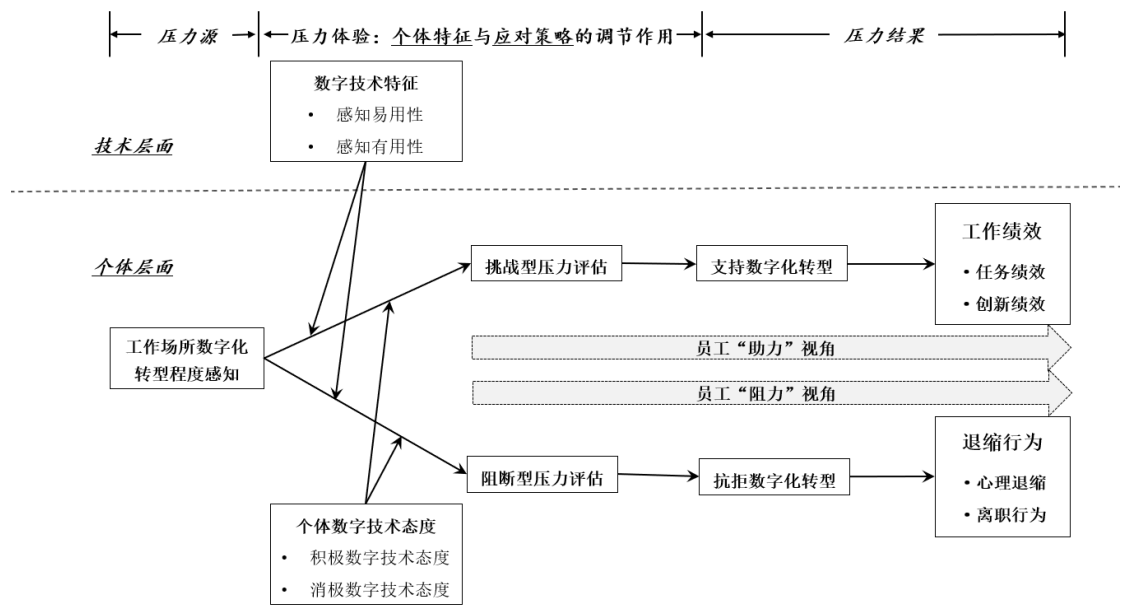 压力源
压力体验：个体特征与应对策略的调节作用
压力结果
数字技术特征
• 感知易用性
• 感知有用性
技术层面
个体层面
工作场所数字化
转型程度感知
挑战型压力评估
支持数字化转型
工作绩效
• 任务绩效
• 创新绩效
员工“助力”视角
员工“阻力”视角
阻断型压力评估
抗拒数字化转型
退缩行为
• 心理退缩
• 离职行为
个体数字技术态度
• 积极数字技术态度
• 消极数字技术态度